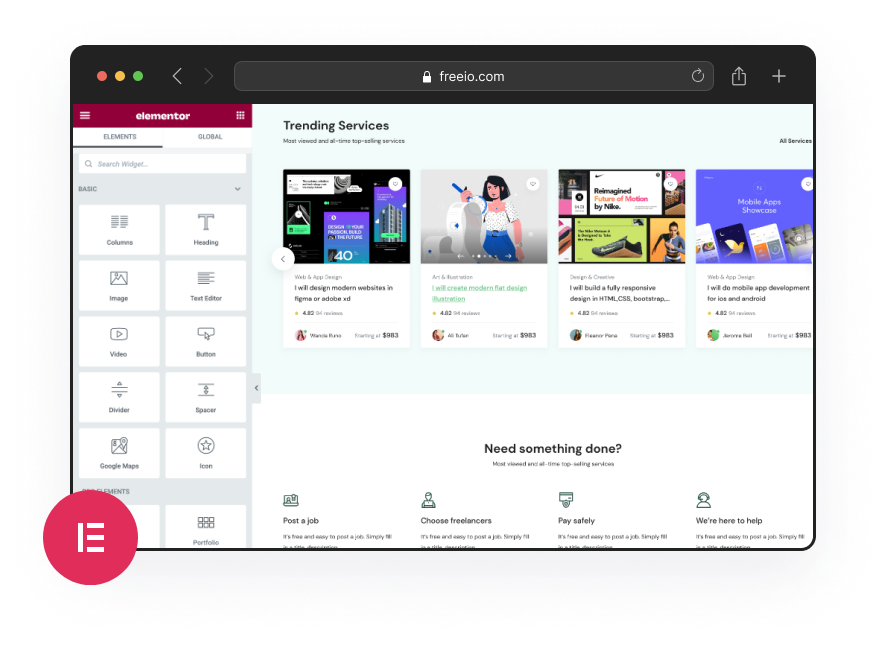 freeio.com
elementor
ELEMENTS
GLOBAL
Search Widget...
BASIC
Columns
Heading
Image
Text Editor
Video
Button
Divider
Spacer
Google Maps
Icon
ELEMENTS
Portfolio
Trending Services
Most viewed and all-time top-selling services
All Services
DESIGN IS YOUR
PASSION, BUILD
THE FUTURE.
40
Web & App Design
I will design modern websites in
figma or adobe xd
4.82 94 reviews
Wanda Runo
Starting at $983
Art & Illustration
I will create modern flat design
illustration
4.82 94 reviews
Ali Tufan
Starting at $983
Reimagined
Future of Motion
by Nike.
Design & Creative
I will build a fully responsive
design in HTML,CSS, bootstrap,...
4.82 94 reviews
Eleanor Pena
Starting at $983
Mobile Apps
Showcase
Web & App Design
I will do mobile app development
for ios and android
4.82 94 reviews
Jerome Bell
Starting at $983
Need something done?
Most viewed and all-time top-selling services
Post a job
It's free and easy to post a job. Simply fill
in a title, description
Choose freelancers
It's free and easy to post a job. Simply fill
in a title, description
Pay safely
It's free and easy to post a job. Simply fill
in a title, description
We're here to help
It's free and easy to post a job. Simply fill
in a title, description